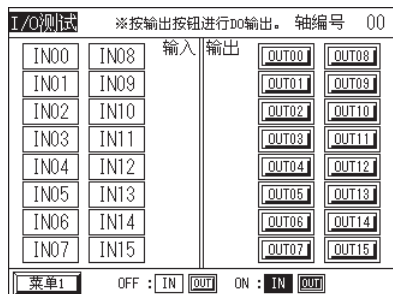 I/O测试 ※按输出按钮进行DO输出。 轴编号 00
IN00 IN08 输入 输出 OUT00 OUT08
IN01 IN09 OUT01 OUT09
IN02 IN10 OUT02 OUT10
IN03 IN11 OUT03 OUT11
IN04 IN12 OUT04 OUT12
IN05 IN13 OUT05 OUT13
IN06 IN14 OUT06 OUT14
IN07 IN15 OUT07 OUT15
菜单1 OFF : IN OUT ON : IN OUT